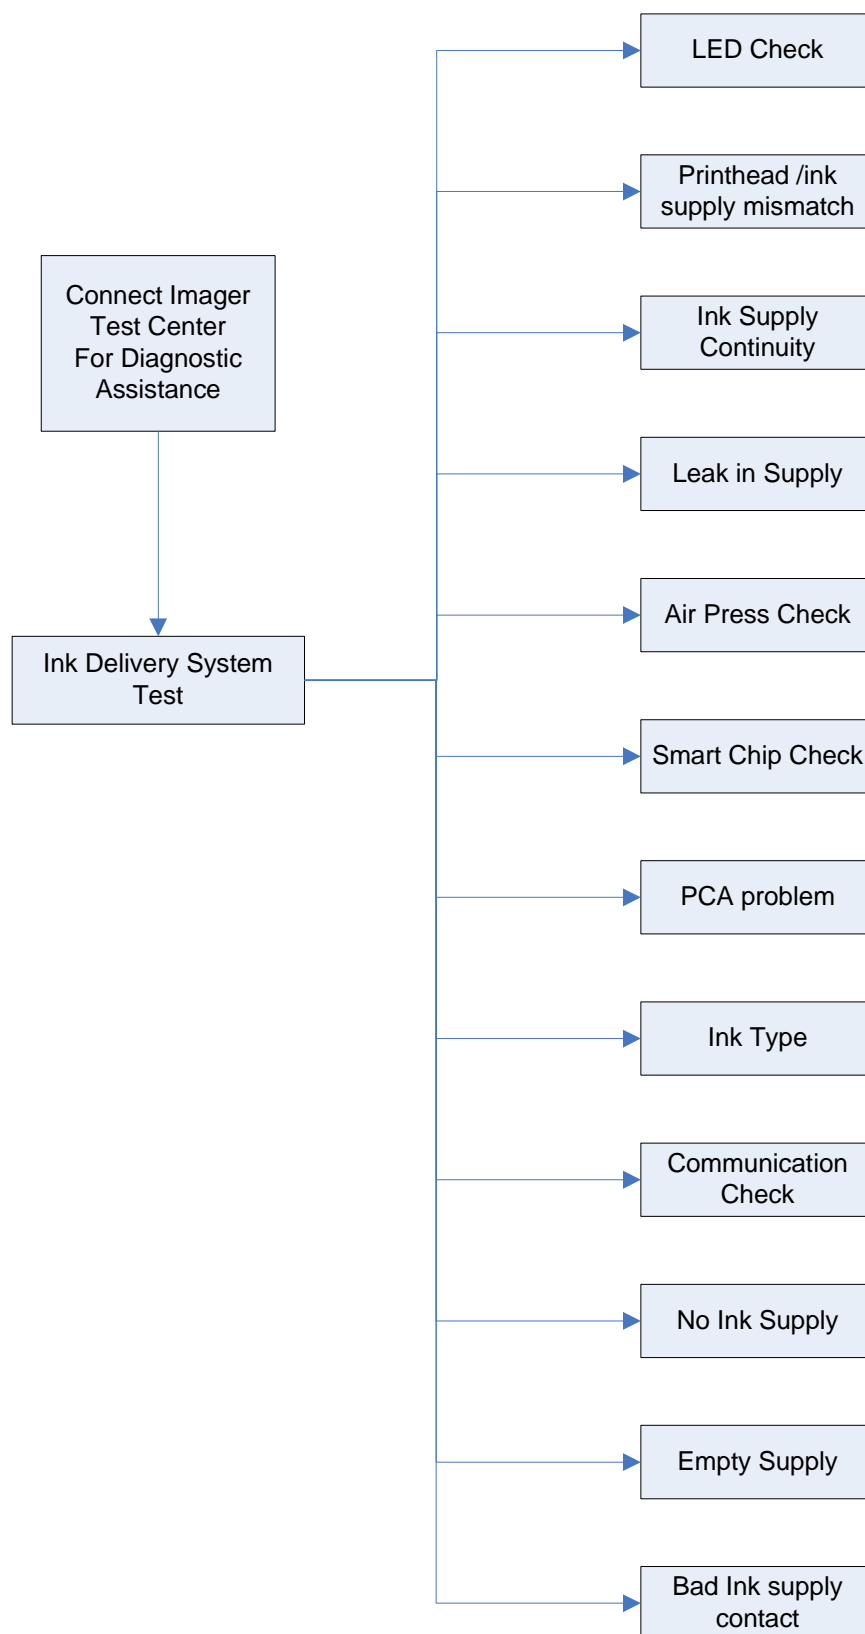 LED Check
Printhead /ink
supply mismatch
Connect Imager
Test Center
For Diagnostic
Assistance
Ink Supply
Continuity
Leak in Supply
Air Press Check
Ink Delivery System
Test
Smart Chip Check
PCA problem
Ink Type
Communication
Check
No Ink Supply
Empty Supply
Bad Ink supply
contact